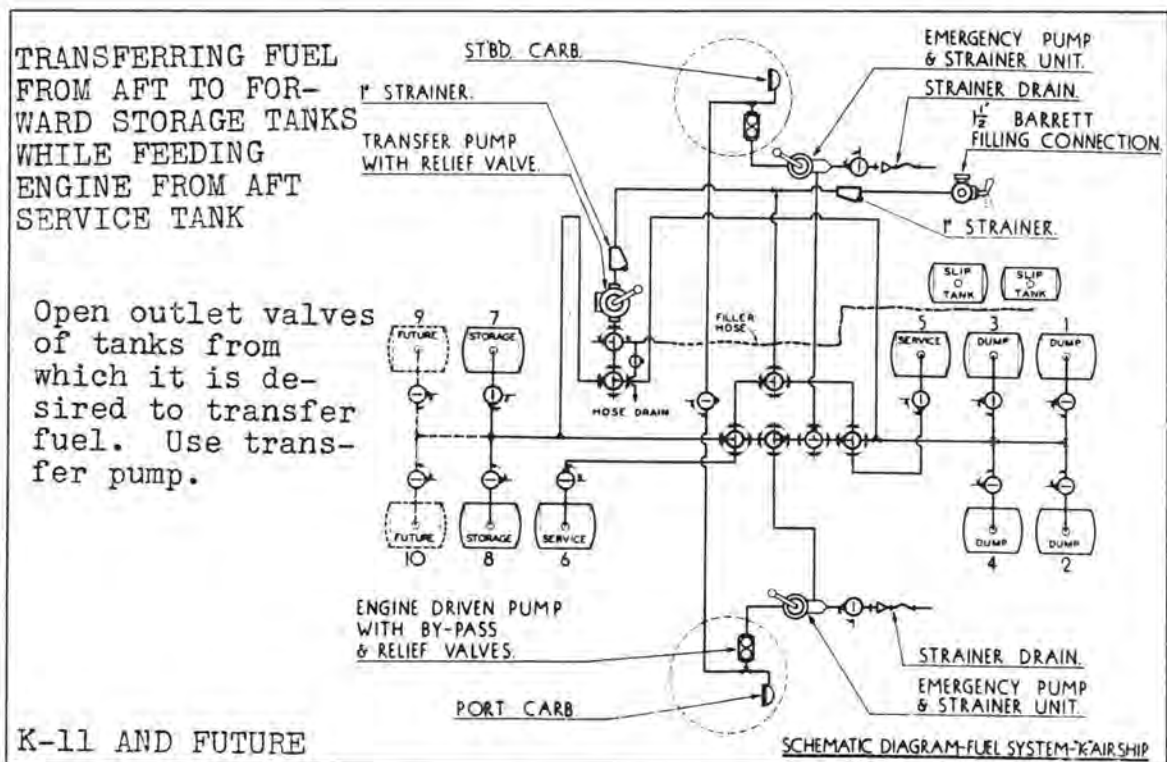 TRANSFERRING FUEL
FROM AFT TO FOR-
WARD STORAGE TANKS
WHILE FEEDING
ENGINE FROM AFT
SERVICE TANK
Open outlet valves
of tanks from
which it is de-
sired to transfer
fuel. Use trans-
fer pump.
K-11 AND FUTURE
ST'BD. CARB.
1" STRAINER.
TRANSFER PUMP
WITH RELIEF VALVE.
EMERGENCY PUMP
& STRAINER UNIT.
STRAINER DRAIN.
1½" BARRETT
FILLING CONNECTION.
1" STRAINER.
SLIP
TANK
SLIP
TANK
FILLER
HOSE
HOSE DRAIN
9
FUTURE
7
STORAGE
5
SERVICE
3
DUMP
1
DUMP
FUTURE
10
STORAGE
8
SERVICE
6
DUMP
4
DUMP
2
ENGINE DRIVEN PUMP
WITH BY-PASS
& RELIEF VALVES.
PORT CARB
STRAINER DRAIN.
EMERGENCY PUMP
& STRAINER UNIT.
SCHEMATIC DIAGRAM-FUEL SYSTEM-"K"AIRSHIP